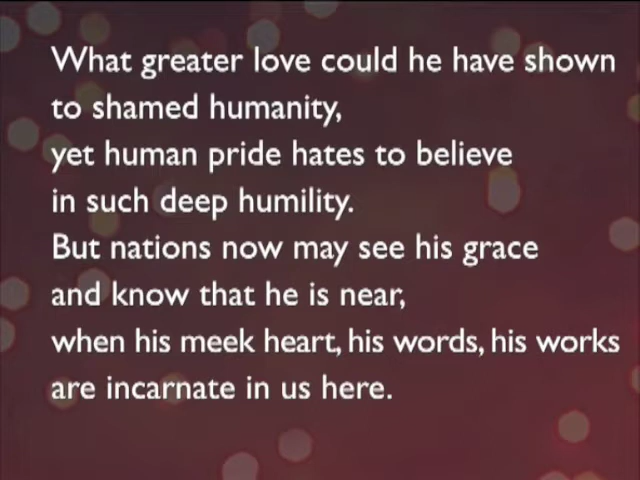 What greater love could he have shown
to shamed humanity,
yet human pride hates to believe
in such deep humility.
But nations now may see his grace
and know that he is near,
when his meek heart, his words, his works
are incarnate in us here.